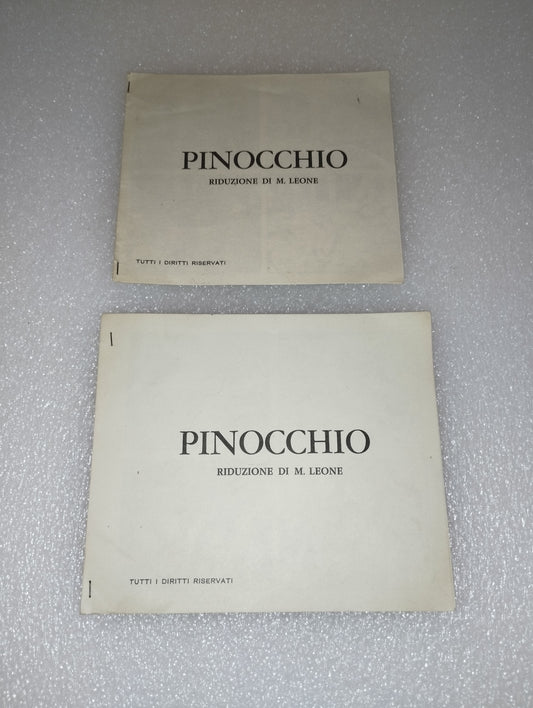 PINOCCHIO
RIDUZIONE DI M. LEONE
TUTTI I DIRITTI RISERVATI
PINOCCHIO
RIDUZIONE DI M. LEONE
TUTTI I DIRITTI RISERVATI